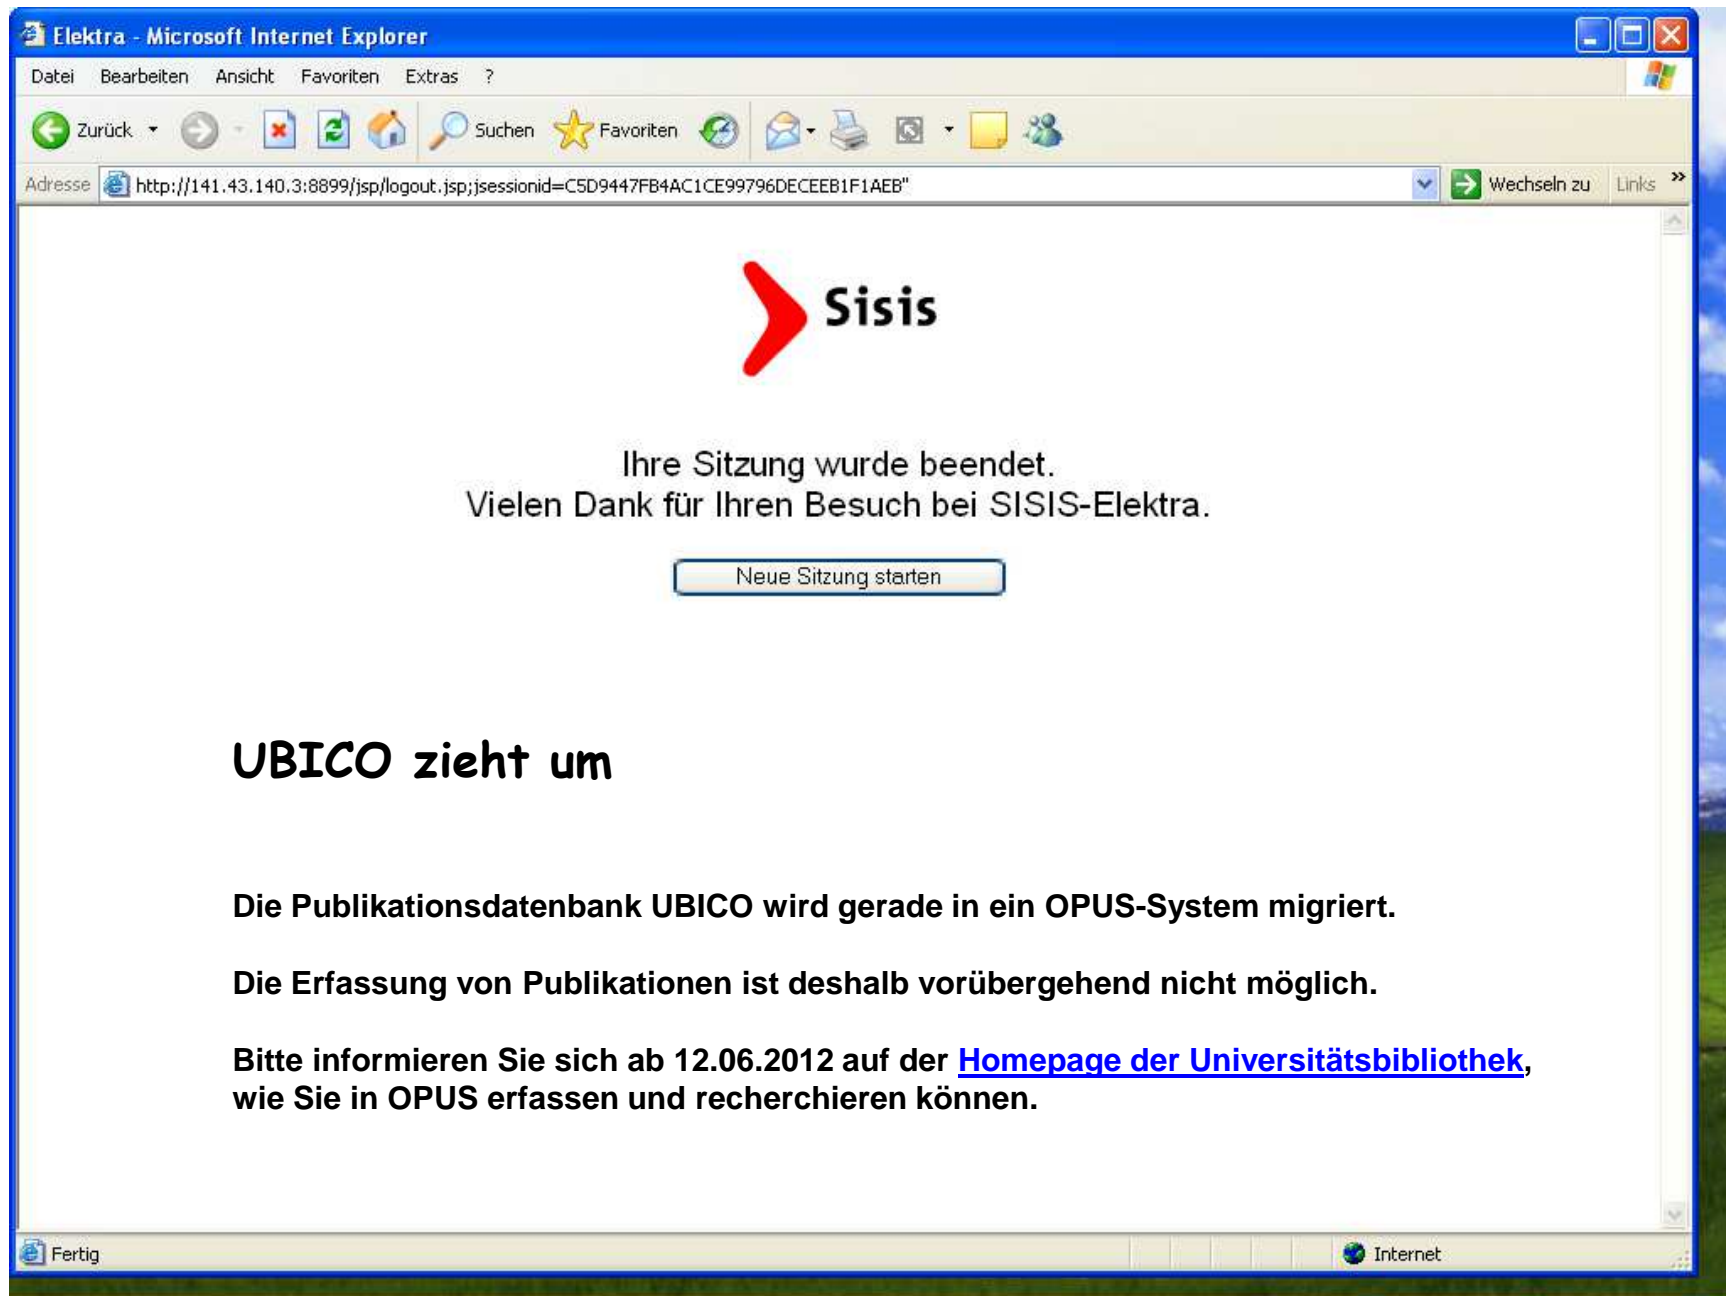 Elektra - Microsoft Internet Explorer
Datei Bearbeiten Ansicht Favoriten Extras ?
Zurück Suchen Favoriten
Adresse http://141.43.140.3:8899/jsp/logout.jsp;jsessionid=C5D9447FB4AC1CE99796DECEEB1F1AEB" Wechseln zu Links »
Sisis
Ihre Sitzung wurde beendet.
Vielen Dank für Ihren Besuch bei SISIS-Elektra.
Neue Sitzung starten
UBICO zieht um
Die Publikationsdatenbank UBICO wird gerade in ein OPUS-System migriert.
Die Erfassung von Publikationen ist deshalb vorübergehend nicht möglich.
Bitte informieren Sie sich ab 12.06.2012 auf der Homepage der Universitätsbibliothek,
wie Sie in OPUS erfassen und recherchieren können.
Fertig Internet